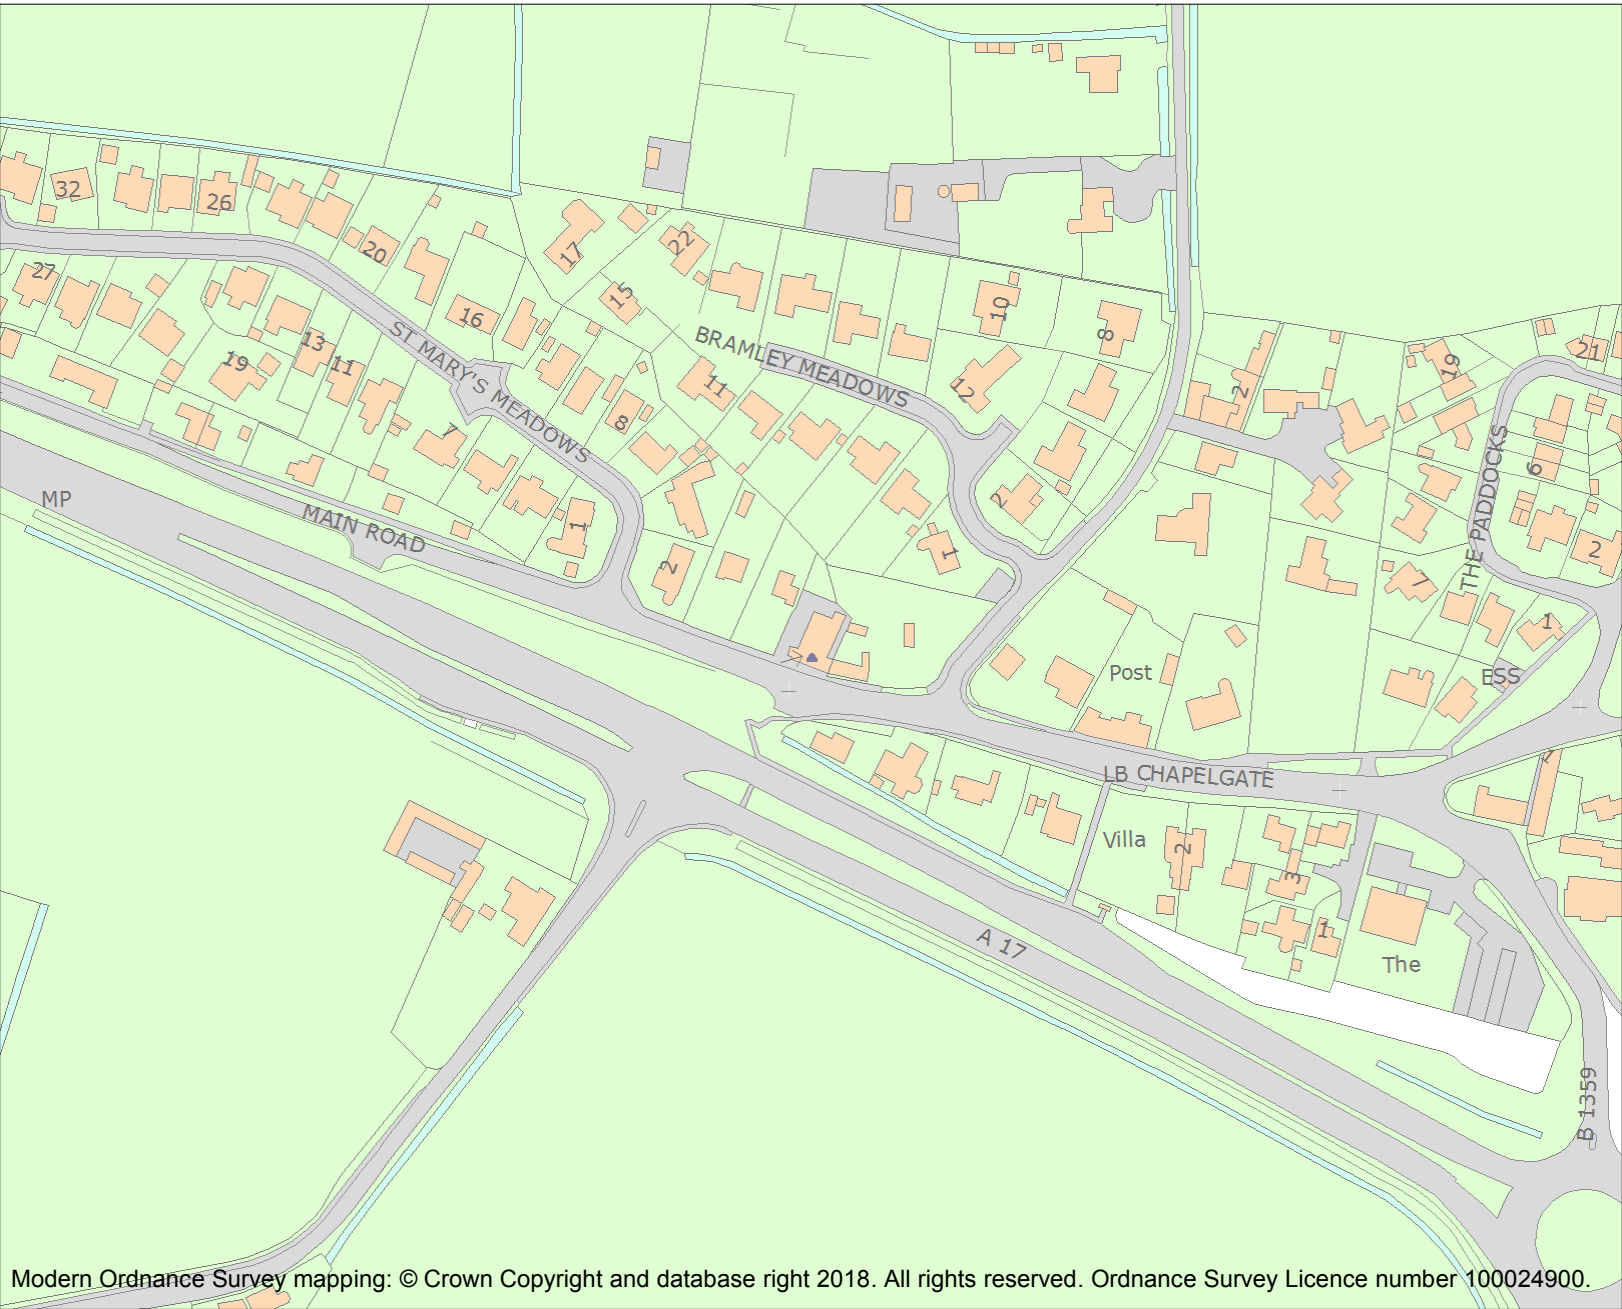 32
26
20
17
22
27
16
15
10
8
BRAMLEY MEADOWS
ST MARY'S MEADOWS
19
13
11
11
12
2
19
21
7
8
6
THE PADDOCKS
MP
MAIN ROAD
1
2
2
1
7
2
1
Post
ESS
LB CHAPELGATE
Villa
2
3
1
The
A 17
B 1359
Modern Ordnance Survey mapping: © Crown Copyright and database right 2018. All rights reserved. Ordnance Survey Licence number 100024900.